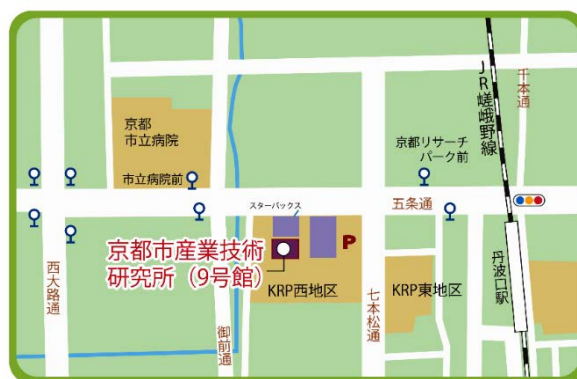 千本通
JR嵯峨野線
京都
市立病院
京都リサーチ
パーク前
市立病院前
スターバックス
五条通
京都市産業技術
研究所（9号館）
P
西大路通
KRP西地区
KRP東地区
丹波口駅
御前通
七本松通